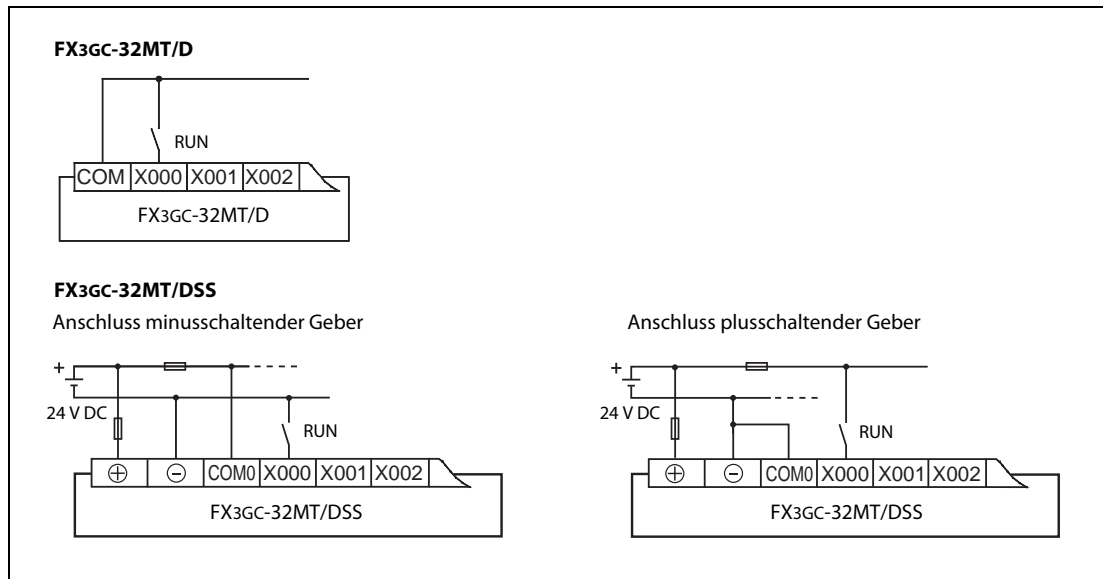 FX3GC-32MT/D
RUN
COM X000 X001 X002
FX3GC-32MT/D
FX3GC-32MT/DSS
Anschluss minusschaltender Geber
+
24 V DC
RUN
⊕ ⊖ COM0 X000 X001 X002
FX3GC-32MT/DSS
Anschluss plusschaltender Geber
+
24 V DC
RUN
⊕ ⊖ COM0 X000 X001 X002
FX3GC-32MT/DSS